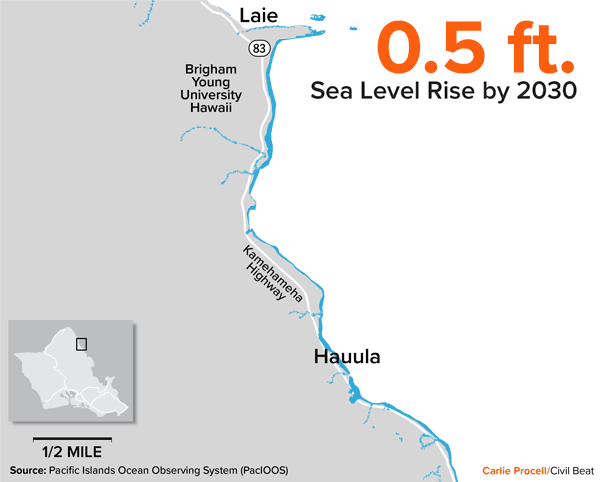 Laie
0.5 ft.
Sea Level Rise by 2030
83
Brigham
Young
University
Hawaii
Kamehameha
Highway
Hauula
1/2 MILE
Source: Pacific Islands Ocean Observing System (PacIOOS)
Carlie Procell/Civil Beat